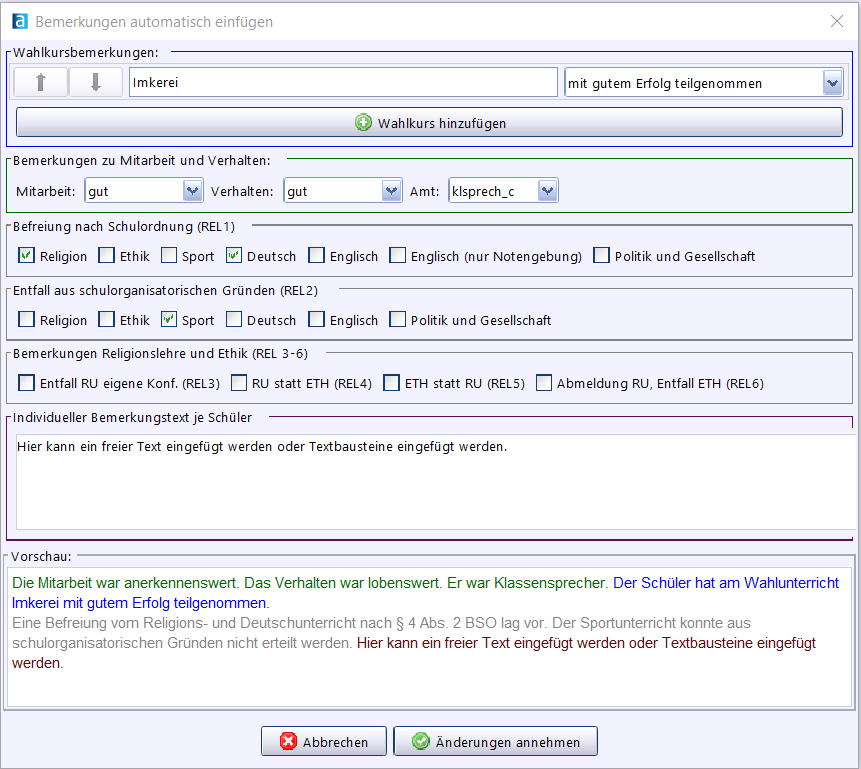 a Bemerkungen automatisch einfügen
Wahlkursbemerkungen:
Imkerei mit gutem Erfolg teilgenommen
Wahlkurs hinzufügen
Bemerkungen zu Mitarbeit und Verhalten:
Mitarbeit: gut Verhalten: gut Amt: klsprech_c
Befreiung nach Schulordnung (REL1)
Religion Ethik Sport Deutsch Englisch Englisch (nur Notengebung) Politik und Gesellschaft
Entfall aus schulorganisatorischen Gründen (REL2)
Religion Ethik Sport Deutsch Englisch Politik und Gesellschaft
Bemerkungen Religionslehre und Ethik (REL 3-6)
Entfall RU eigene Konf. (REL3) RU statt ETH (REL4) ETH statt RU (REL5) Abmeldung RU, Entfall ETH (REL6)
Individueller Bemerkungstext je Schüler
Hier kann ein freier Text eingefügt werden oder Textbausteine eingefügt werden.
Vorschau:
Die Mitarbeit war anerkennenswert. Das Verhalten war lobenswert. Er war Klassensprecher. Der Schüler hat am Wahlunterricht
Imkerei mit gutem Erfolg teilgenommen.
Eine Befreiung vom Religions- und Deutschunterricht nach § 4 Abs. 2 BSO lag vor. Der Sportunterricht konnte aus
schulorganisatorischen Gründen nicht erteilt werden. Hier kann ein freier Text eingefügt werden oder Textbausteine eingefügt
werden.
Abbrechen Änderungen annehmen